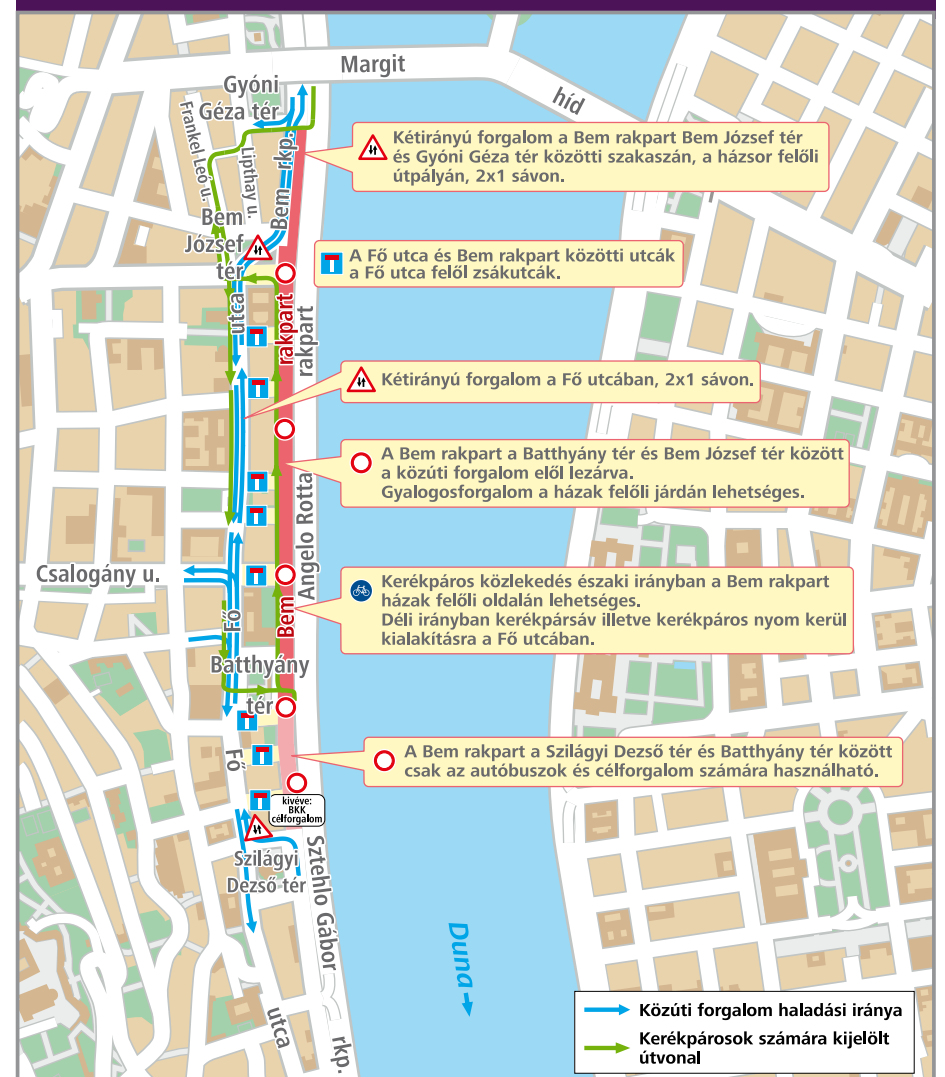 Margit
híd
Gyóni
Géza tér
Frankel Leó u.
Lipthay u.
Bem rkp.
Kétirányú forgalom a Bem rakpart Bem József tér
és Gyóni Géza tér közötti szakaszán, a házsor felőli
útpályán, 2x1 sávon.
Bem
József
tér
A Fő utca és Bem rakpart közötti utcák
a Fő utca felől zsákutcák.
utca
rakpart
rakpart
Kétirányú forgalom a Fő utcában, 2x1 sávon.
A Bem rakpart a Batthyány tér és Bem József tér között
a közúti forgalom elől lezárva.
Gyalogosforgalom a házak felőli járdán lehetséges.
Angelo Rotta
Csalogány u.
Bem
Fő
Kerékpáros közlekedés északi irányban a Bem rakpart
házak felőli oldalán lehetséges.
Déli irányban kerékpársáv illetve kerékpáros nyom kerül
kialakításra a Fő utcában.
Batthyány
tér
Fő
A Bem rakpart a Szilágyi Dezső tér és Batthyány tér között
csak az autóbuszok és célforgalom számára használható.
kivéve:
BKK
célforgalom
Szilágyi
Dezső tér
Sztehlo Gábor
rkp.
utca
Duna
Közúti forgalom haladási iránya
Kerékpárosok számára kijelölt
útvonal